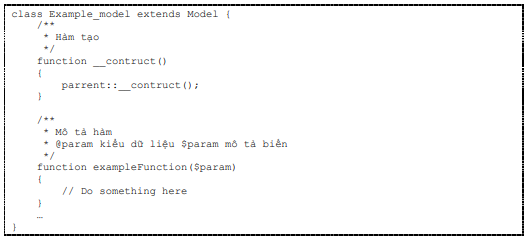 class Example_model extends Model {
    /**
     * Hàm tạo
     */
    function __contruct()
    {
        parrent::__contruct();
    }

    /**
     * Mô tả hàm
     * @param kiểu dữ liệu $param mô tả biến
     */
    function exampleFunction($param)
    {
        // Do something here
    }
    …
}